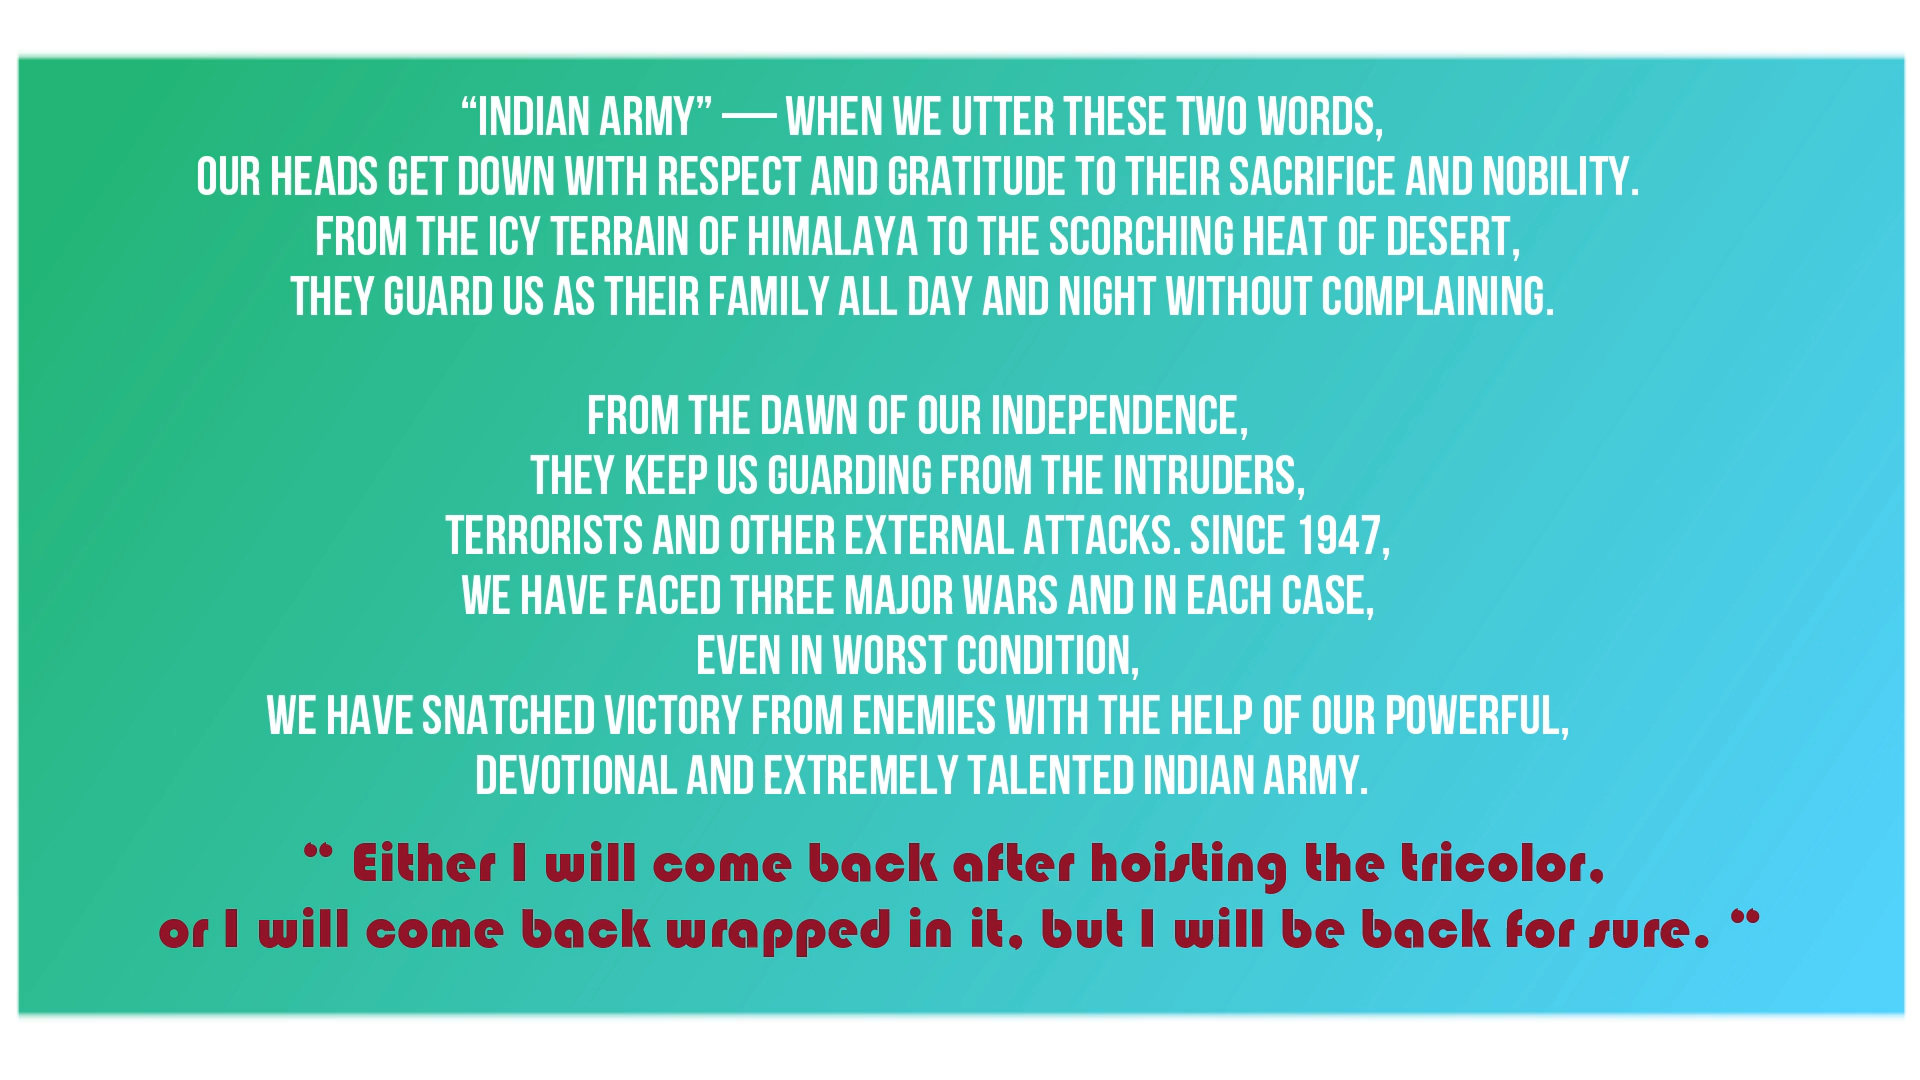 “INDIAN ARMY” — WHEN WE UTTER THESE TWO WORDS,
OUR HEADS GET DOWN WITH RESPECT AND GRATITUDE TO THEIR SACRIFICE AND NOBILITY.
FROM THE ICY TERRAIN OF HIMALAYA TO THE SCORCHING HEAT OF DESERT,
THEY GUARD US AS THEIR FAMILY ALL DAY AND NIGHT WITHOUT COMPLAINING.
FROM THE DAWN OF OUR INDEPENDENCE,
THEY KEEP US GUARDING FROM THE INTRUDERS,
TERRORISTS AND OTHER EXTERNAL ATTACKS. SINCE 1947,
WE HAVE FACED THREE MAJOR WARS AND IN EACH CASE,
EVEN IN WORST CONDITION,
WE HAVE SNATCHED VICTORY FROM ENEMIES WITH THE HELP OF OUR POWERFUL,
DEVOTIONAL AND EXTREMELY TALENTED INDIAN ARMY.
“ Either I will come back after hoisting the tricolor,
or I will come back wrapped in it, but I will be back for sure. “